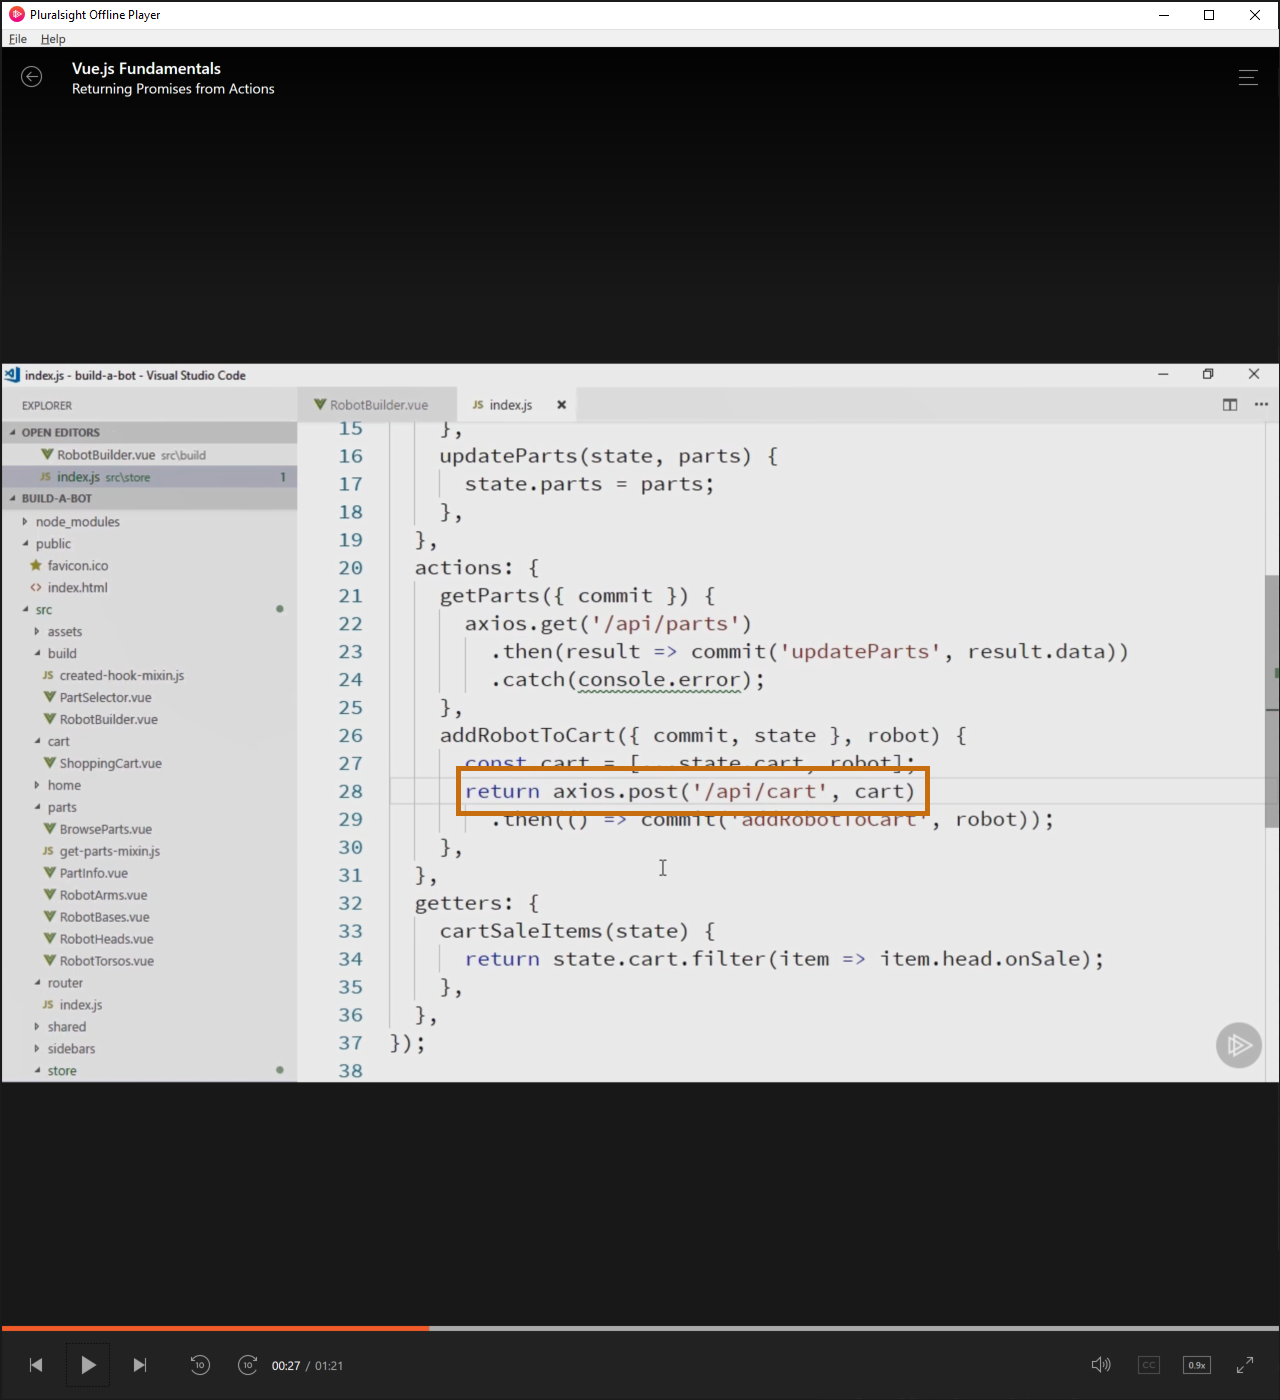 Pluralsight Offline Player
File Help
Vue.js Fundamentals
Returning Promises from Actions
index.js - build-a-bot - Visual Studio Code
EXPLORER
OPEN EDITORS
RobotBuilder.vue src\build
index.js src\store 1
BUILD-A-BOT
node_modules
public
favicon.ico
index.html
src
assets
build
JS created-hook-mixin.js
PartSelector.vue
RobotBuilder.vue
cart
ShoppingCart.vue
home
parts
BrowseParts.vue
JS get-parts-mixin.js
PartInfo.vue
RobotArms.vue
RobotBases.vue
RobotHeads.vue
RobotTorsos.vue
router
JS index.js
shared
sidebars
store
RobotBuilder.vue
JS index.js
15 },
16 updateParts(state, parts) {
17 state.parts = parts;
18 },
19 },
20 actions: {
21 getParts({ commit }) {
22 axios.get('/api/parts')
23 .then(result => commit('updateParts', result.data))
24 .catch(console.error);
25 },
26 addRobotToCart({ commit, state }, robot) {
27 const cart = [...state.cart, robot];
28 return axios.post('/api/cart', cart)
29 .then(() => commit('addRobotToCart', robot));
30 },
31 },
32 getters: {
33 cartSaleItems(state) {
34 return state.cart.filter(item => item.head.onSale);
35 },
36 },
37 });
38
10
10
00:27 / 01:21
CC
0.9x